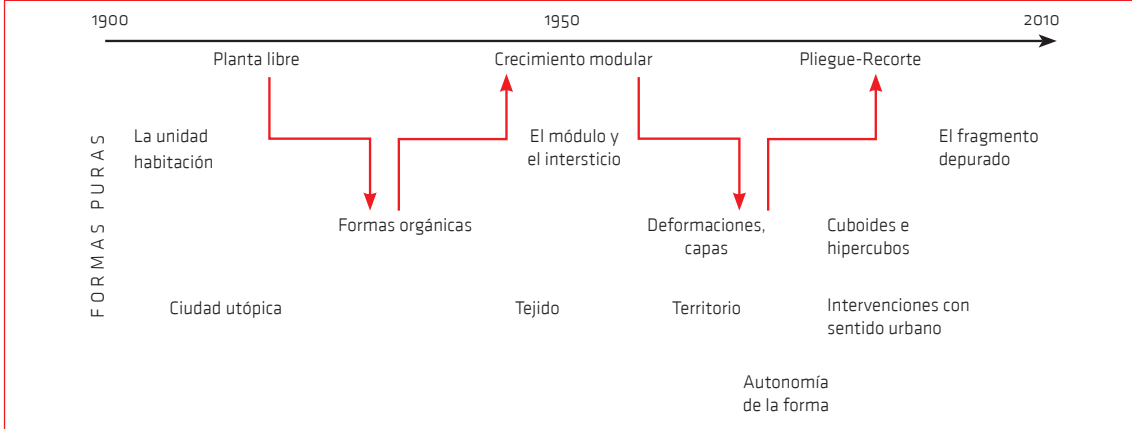 1900 1950 2010
Planta libre Crecimiento modular Pliegue-Recorte
FORMAS PURAS
La unidad
habitación
El módulo y
el intersticio
El fragmento
depurado
Formas orgánicas
Deformaciones,
capas
Cuboides e
hipercubos
Ciudad utópica
Tejido
Territorio
Intervenciones con
sentido urbano
Autonomía
de la forma